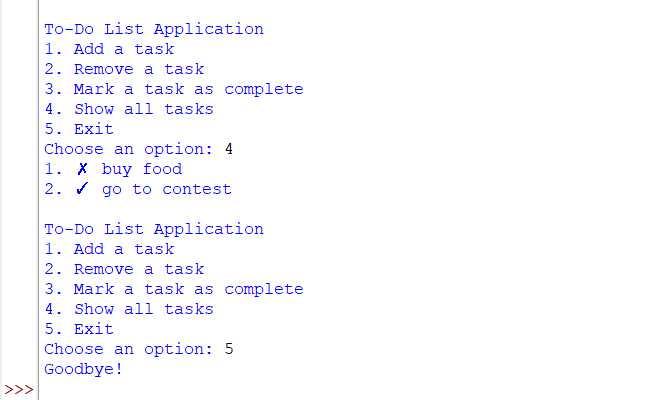 To-Do List Application
1. Add a task
2. Remove a task
3. Mark a task as complete
4. Show all tasks
5. Exit
Choose an option: 4
1. ✗ buy food
2. ✓ go to contest
To-Do List Application
1. Add a task
2. Remove a task
3. Mark a task as complete
4. Show all tasks
5. Exit
Choose an option: 5
Goodbye!
>>>